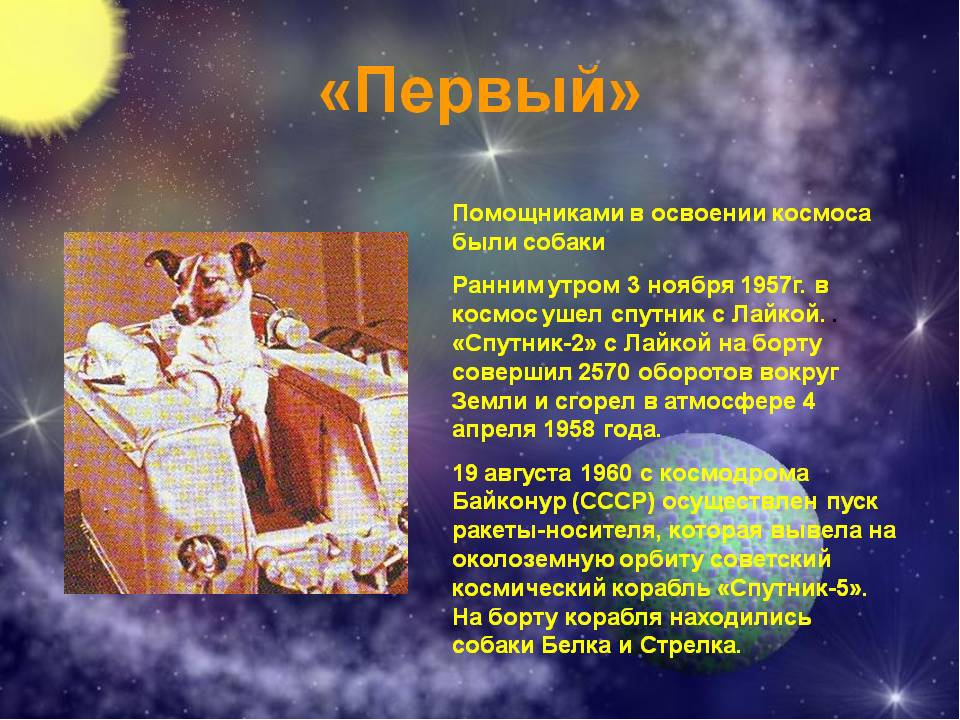 «Первый»
Помощниками в освоении космоса
были собаки
Ранним утром 3 ноября 1957г. в
космос ушел спутник с Лайкой. .
«Спутник-2» с Лайкой на борту
совершил 2570 оборотов вокруг
Земли и сгорел в атмосфере 4
апреля 1958 года.
19 августа 1960 с космодрома
Байконур (СССР) осуществлен пуск
ракеты-носителя, которая вывела на
околоземную орбиту советский
космический корабль «Спутник-5».
На борту корабля находились
собаки Белка и Стрелка.